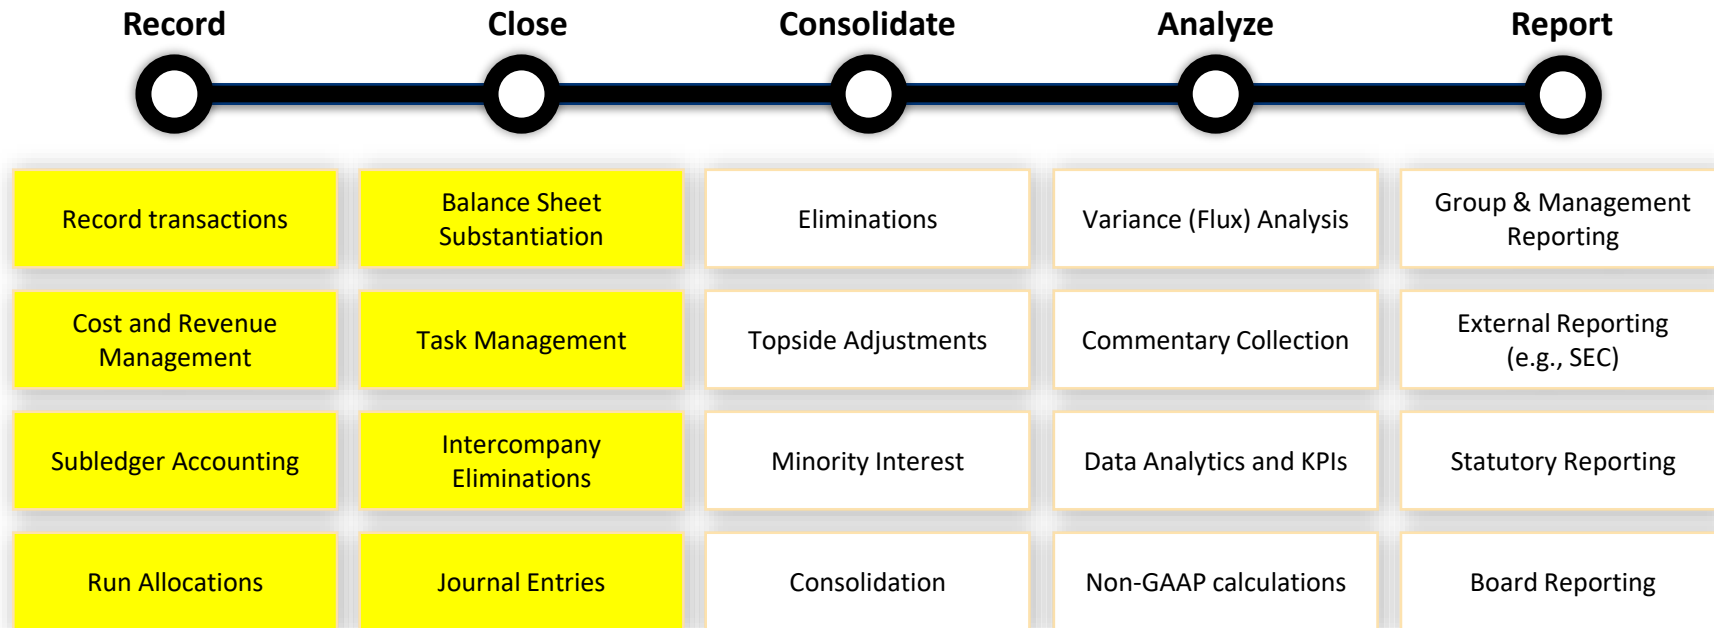 Record
Close
Consolidate
Analyze
Report
Record transactions
Balance Sheet
Substantiation
Eliminations
Variance (Flux) Analysis
Group & Management
Reporting
Cost and Revenue
Management
Task Management
Topside Adjustments
Commentary Collection
External Reporting
(e.g., SEC)
Subledger Accounting
Intercompany
Eliminations
Minority Interest
Data Analytics and KPIs
Statutory Reporting
Run Allocations
Journal Entries
Consolidation
Non-GAAP calculations
Board Reporting